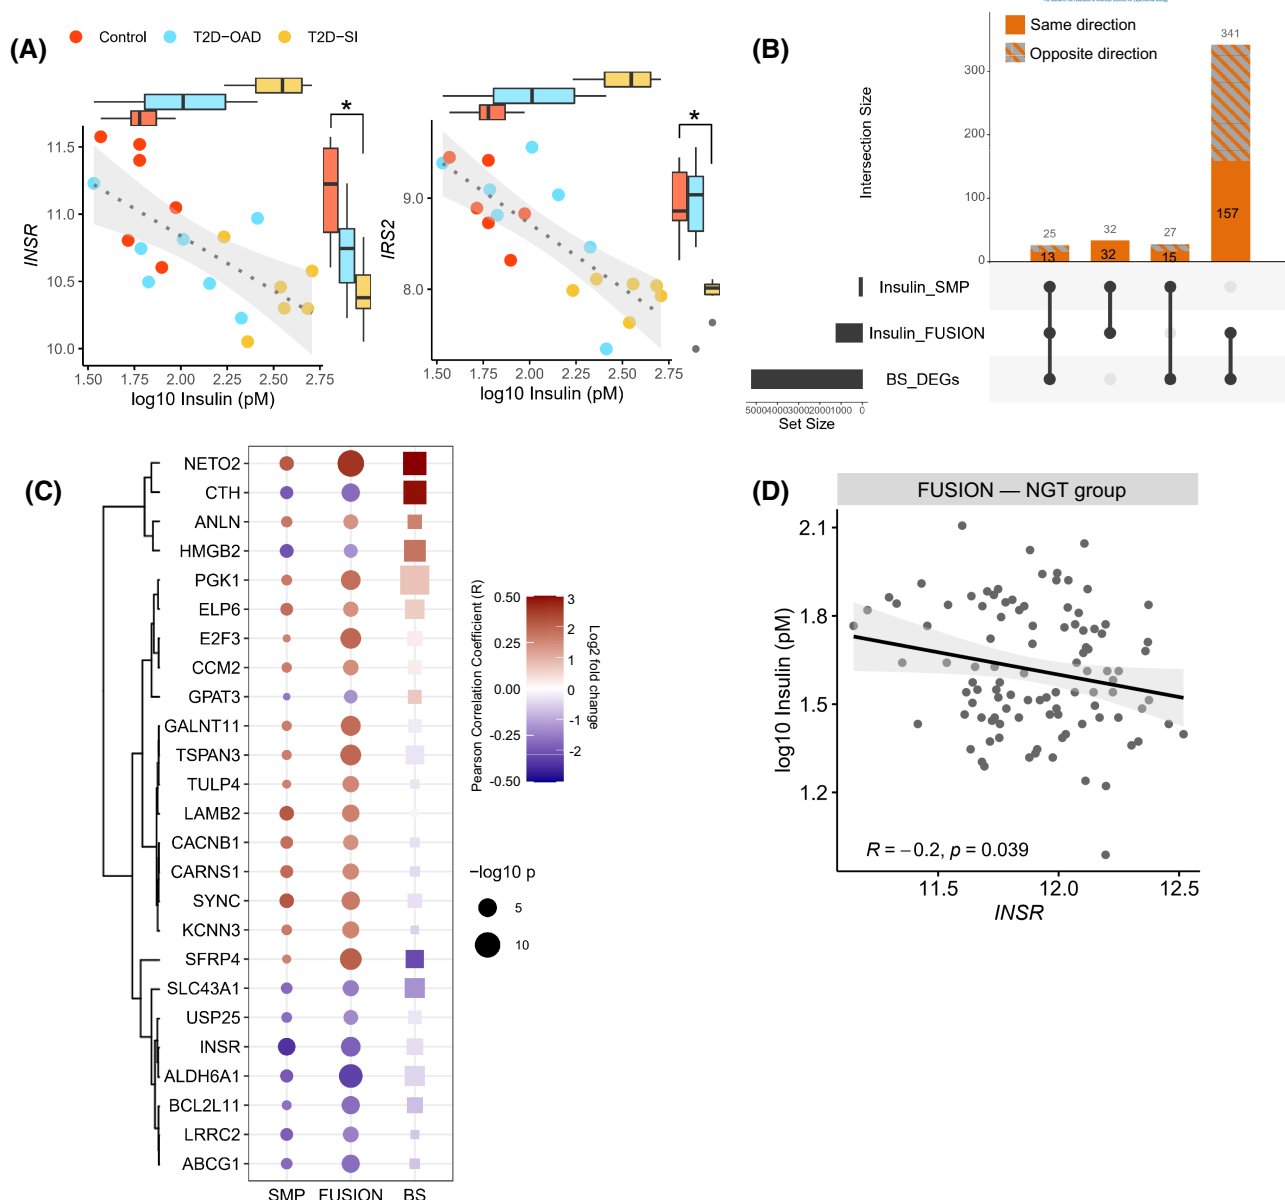 (A)
Control
T2D−OAD
T2D−SI
*
INSR
11.5
11.0
10.5
10.0
1.50
1.75
2.00
2.25
2.50
2.75
log10 Insulin (pM)
*
IRS2
9.0
8.0
1.50
1.75
2.00
2.25
2.50
2.75
log10 Insulin (pM)
(B)
Same direction
Opposite direction
Intersection Size
300
200
100
0
25
13
32
32
27
15
341
157
Insulin_SMP
Insulin_FUSION
BS_DEGs
5000 4000 3000 2000 1000 0
Set Size
(C)
NETO2
CTH
ANLN
HMGB2
PGK1
ELP6
E2F3
CCM2
GPAT3
GALNT11
TSPAN3
TULP4
LAMB2
CACNB1
CARNS1
SYNC
KCNN3
SFRP4
SLC43A1
USP25
INSR
ALDH6A1
BCL2L11
LRRC2
ABCG1
SMP FUSION BS
Pearson Correlation Coefficient (R)
0.50
0.25
0.00
-0.25
-0.50
3
2
1
0
-1
-2
Log2 fold change
−log10 p
5
10
(D)
FUSION — NGT group
log10 Insulin (pM)
2.1
1.8
1.5
1.2
R = −0.2, p = 0.039
11.5
12.0
12.5
INSR